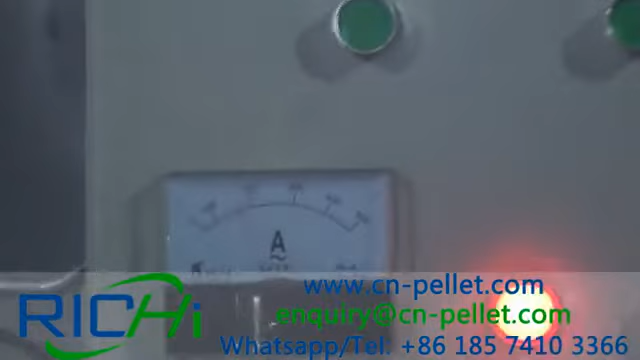 A
www.cn-pellet.com
RICHi
enquiry@cn-pellet.com
Whatsapp/Tel: +86 185 7410 3366